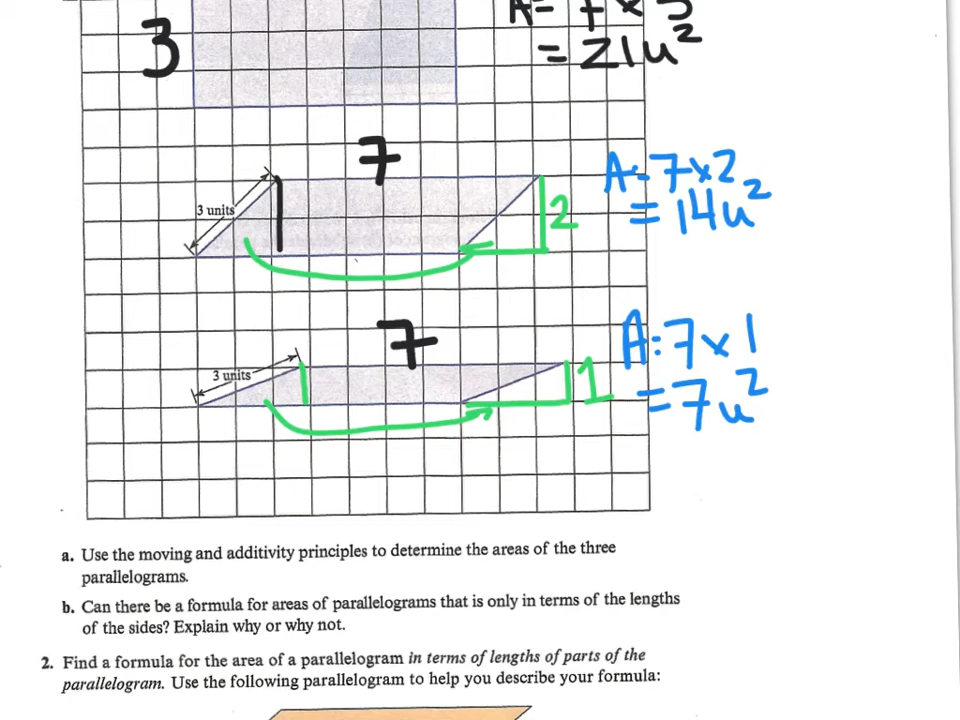 3
A= 7 x 3
= 21u²
7
3 units
2
A= 7x2
= 14u²
7
3 units
1
A= 7x1
= 7u²
a. Use the moving and additivity principles to determine the areas of the three
parallelograms.
b. Can there be a formula for areas of parallelograms that is only in terms of the lengths
of the sides? Explain why or why not.
2. Find a formula for the area of a parallelogram in terms of lengths of parts of the
parallelogram. Use the following parallelogram to help you describe your formula: